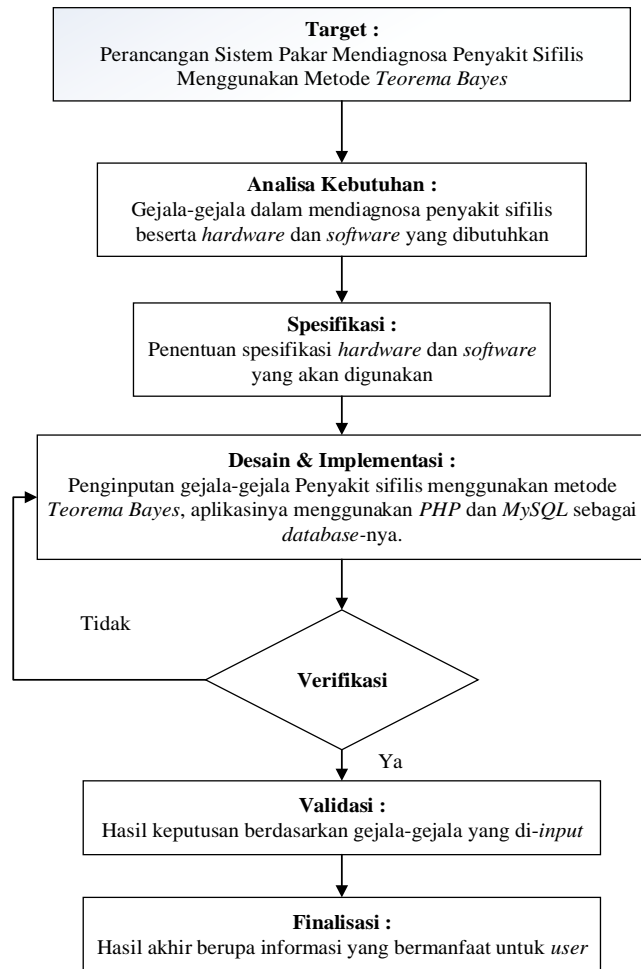 Target :
Perancangan Sistem Pakar Mendiagnosa Penyakit Sifilis
Menggunakan Metode Teorema Bayes
Analisa Kebutuhan :
Gejala-gejala dalam mendiagnosa penyakit sifilis
beserta hardware dan software yang dibutuhkan
Spesifikasi :
Penentuan spesifikasi hardware dan software
yang akan digunakan
Desain & Implementasi :
Penginputan gejala-gejala Penyakit sifilis menggunakan metode
Teorema Bayes, aplikasinya menggunakan PHP dan MySQL sebagai
database-nya.
Tidak
Verifikasi
Ya
Validasi :
Hasil keputusan berdasarkan gejala-gejala yang di-input
Finalisasi :
Hasil akhir berupa informasi yang bermanfaat untuk user